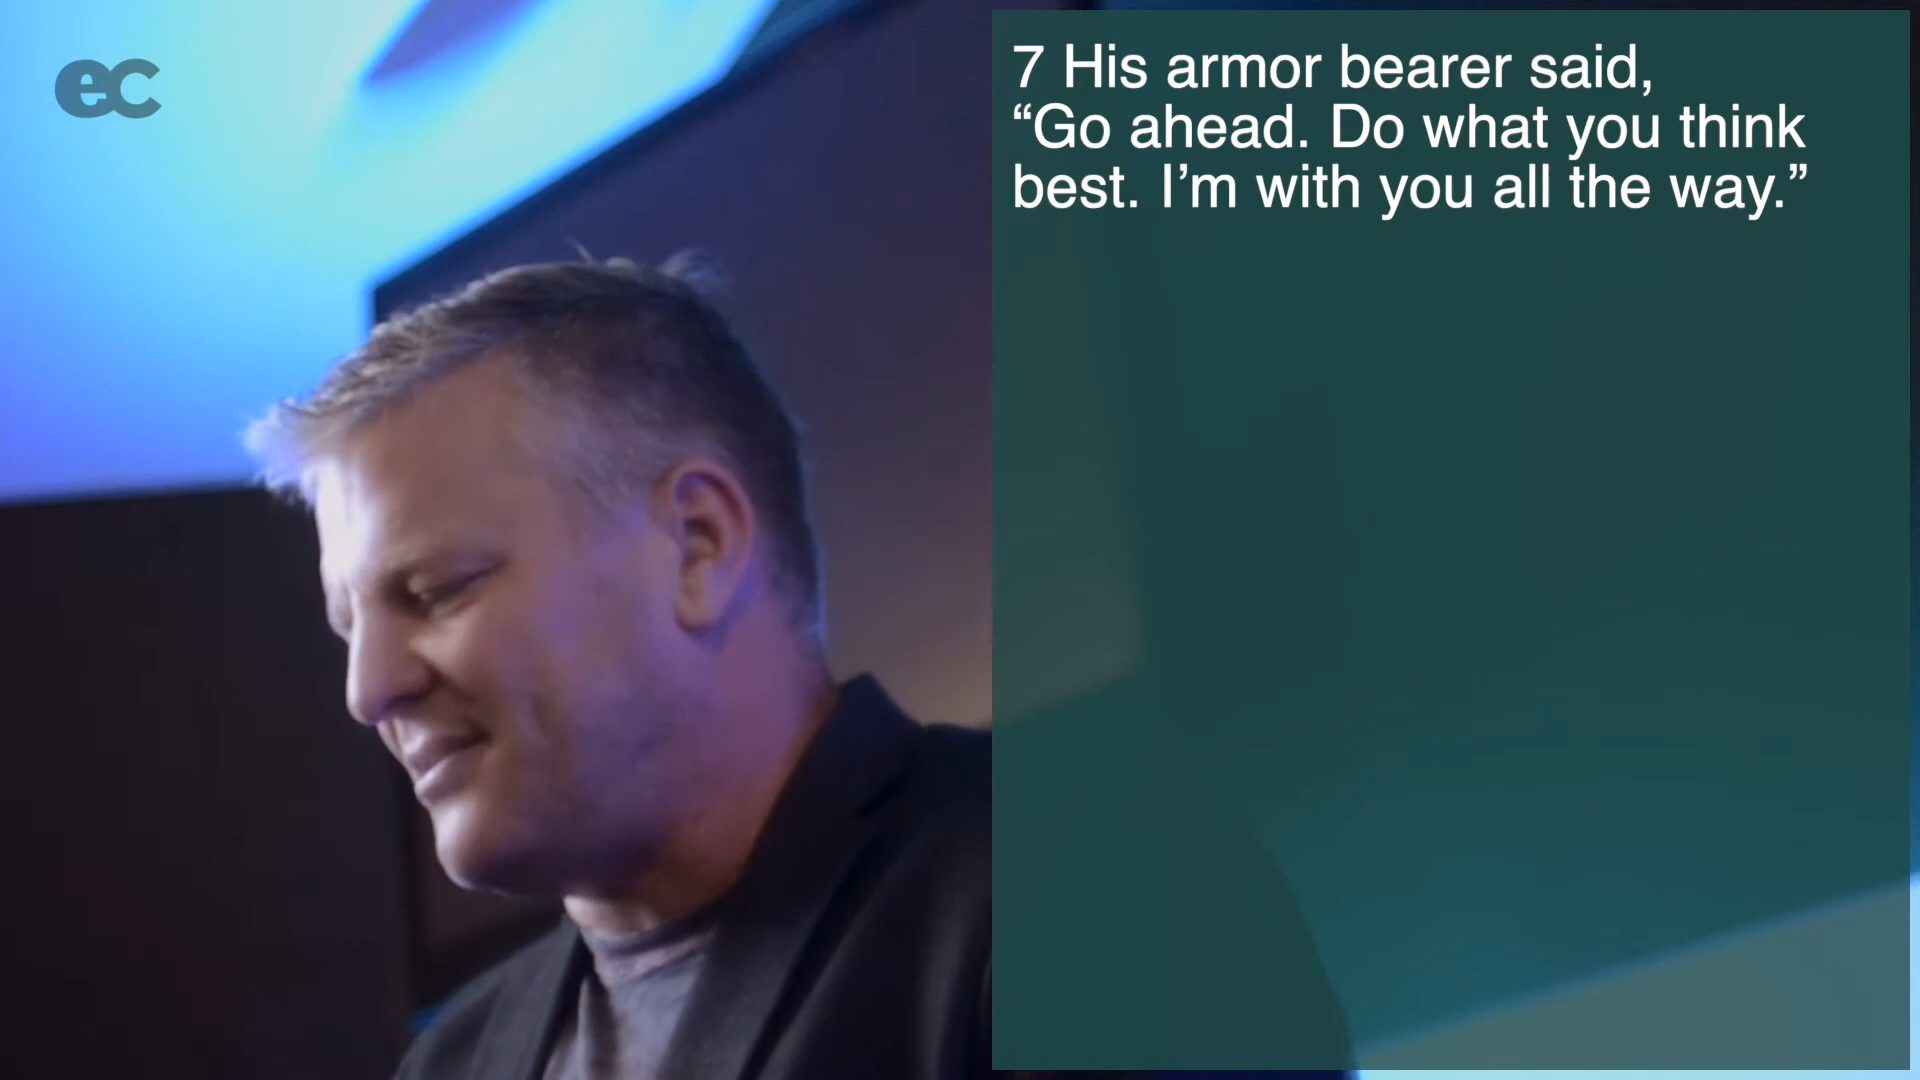 ec
7 His armor bearer said,
“Go ahead. Do what you think
best. I’m with you all the way.”